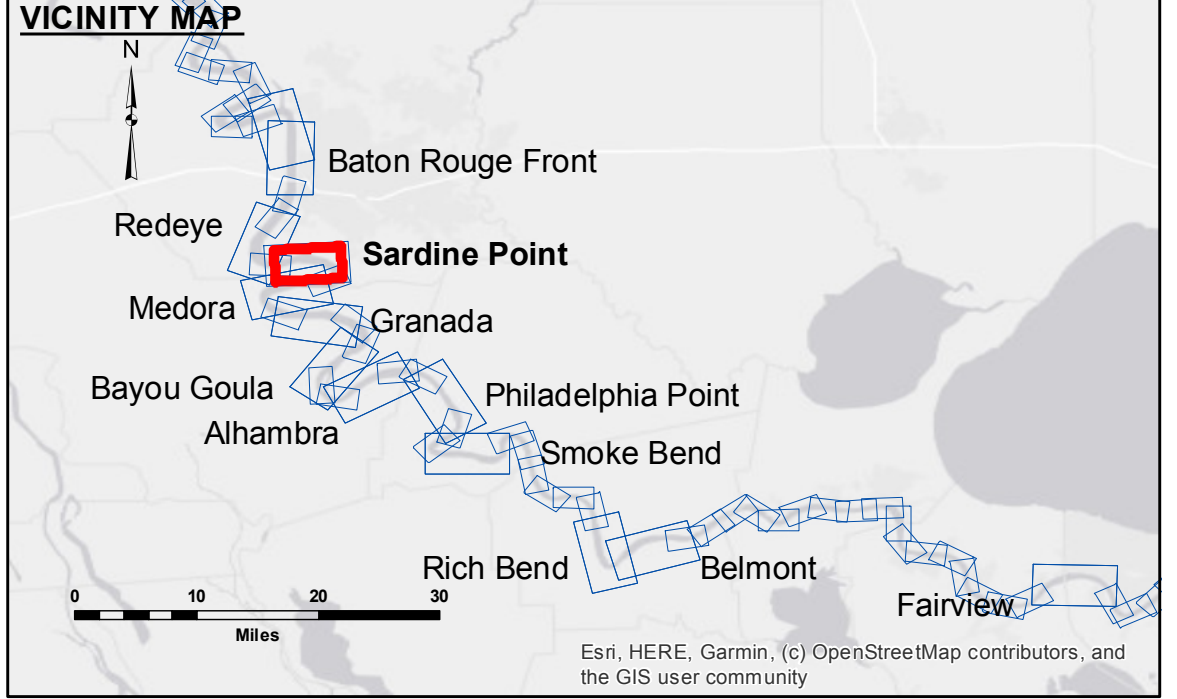 VICINITY MAP
N
Baton Rouge Front
Redeye
Sardine Point
Medora
Granada
Bayou Goula
Philadelphia Point
Alhambra
Smoke Bend
Rich Bend
Belmont
Fairview
0 10 20 30
Miles
Esri, HERE, Garmin, (c) OpenStreetMap contributors, and
the GIS user community